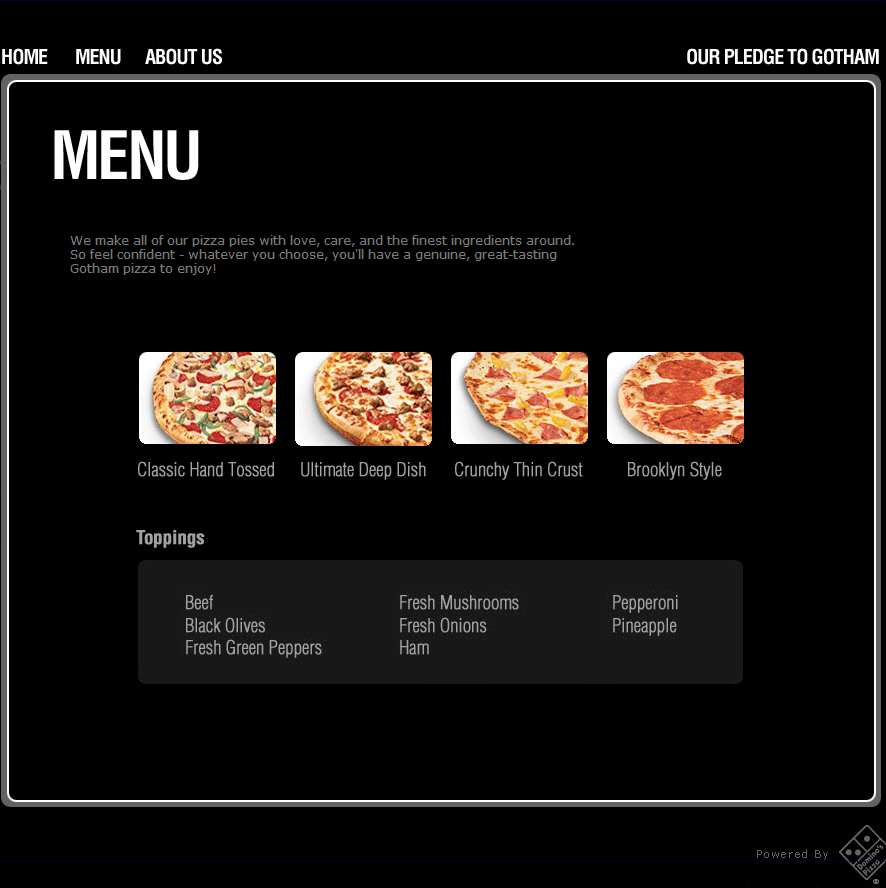 HOME MENU ABOUT US OUR PLEDGE TO GOTHAM
MENU
We make all of our pizza pies with love, care, and the finest ingredients around.
So feel confident - whatever you choose, you'll have a genuine, great-tasting
Gotham pizza to enjoy!
Classic Hand Tossed Ultimate Deep Dish Crunchy Thin Crust Brooklyn Style
Toppings
Beef Fresh Mushrooms Pepperoni
Black Olives Fresh Onions Pineapple
Fresh Green Peppers Ham
Powered By
Domino's
Pizza
®